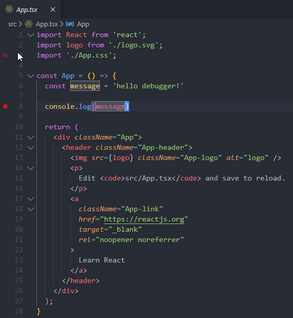 App.tsx
src > App.tsx > App
1 import React from 'react';
2 import logo from './logo.svg';
3 import './App.css';
4
5 const App = () => {
6 const message = 'hello debugger!'
7
8 console.log(message)
9
10 return (
11 <div className="App">
12 <header className="App-header">
13 <img src={logo} className="App-logo" alt="logo" />
14 <p>
15 Edit <code>src/App.tsx</code> and save to reload.
16 </p>
17 <a
18 className="App-link"
19 href="https://reactjs.org"
20 target="_blank"
21 rel="noopener noreferrer"
22 >
23 Learn React
24 </a>
25 </header>
26 </div>
27 );
28 }